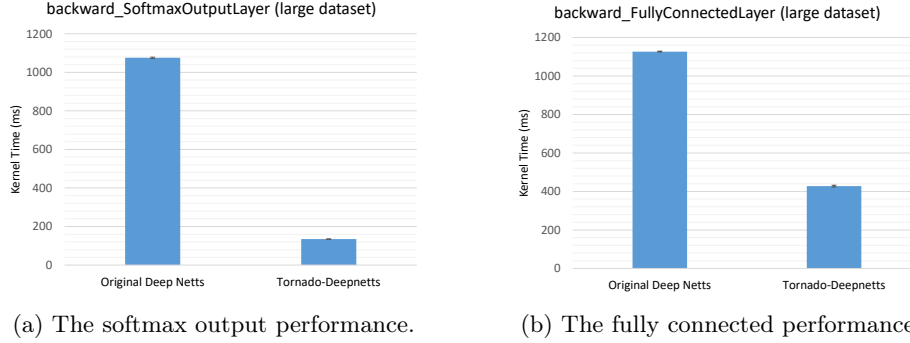 backward_SoftmaxOutputLayer (large dataset)
1200
1000
800
600
400
200
0
Kernel Time (ms)
Original Deep Netts
Tornado-Deepnetts
(a) The softmax output performance.
backward_FullyConnectedLayer (large dataset)
1200
1000
800
600
400
200
0
Kernel Time (ms)
Original Deep Netts
Tornado-Deepnetts
(b) The fully connected performance